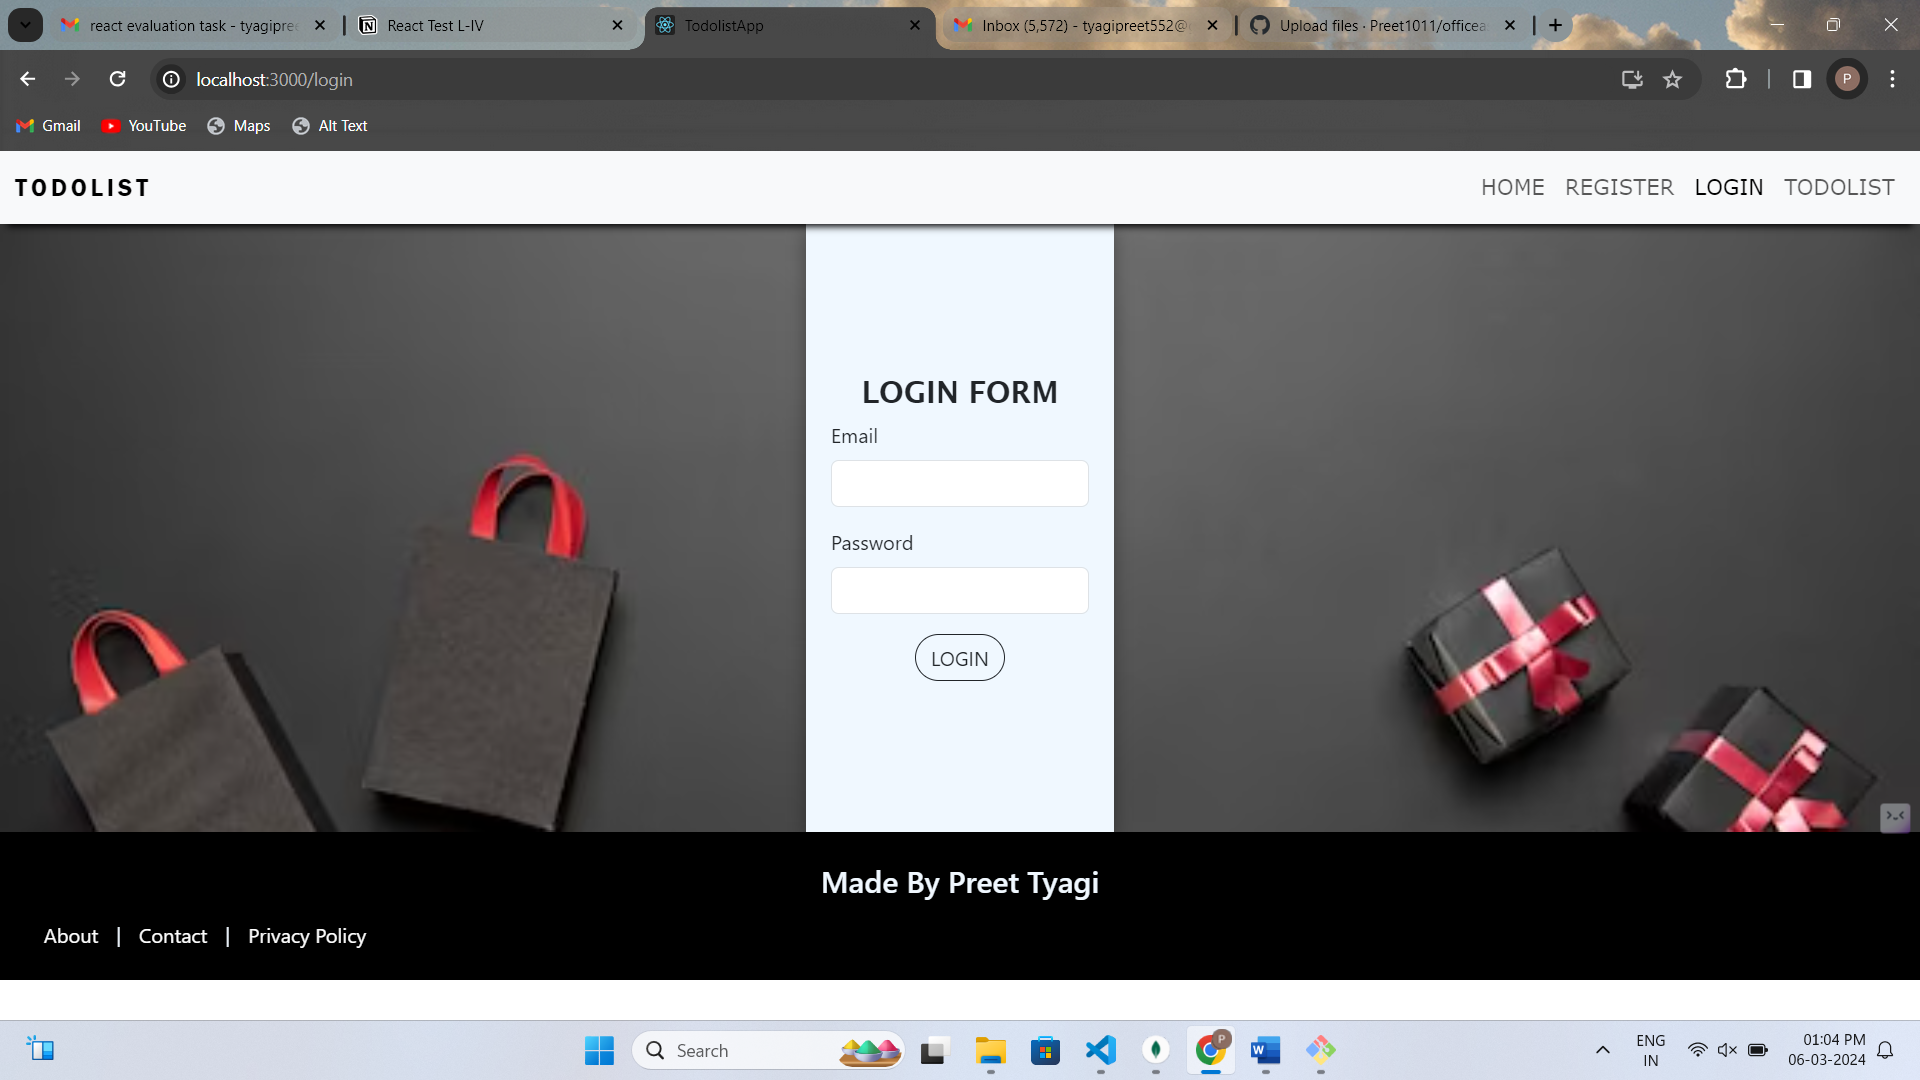 react evaluation task - tyagipree
React Test L-IV
TodolistApp
Inbox (5,572) - tyagipreet552@
Upload files · Preet1011/officea
localhost:3000/login
P
Gmail
YouTube
Maps
Alt Text
TODOLIST
HOME
REGISTER
LOGIN
TODOLIST
LOGIN FORM
Email
Password
LOGIN
Made By Preet Tyagi
About | Contact | Privacy Policy
Search
P
ENG
IN
01:04 PM
06-03-2024